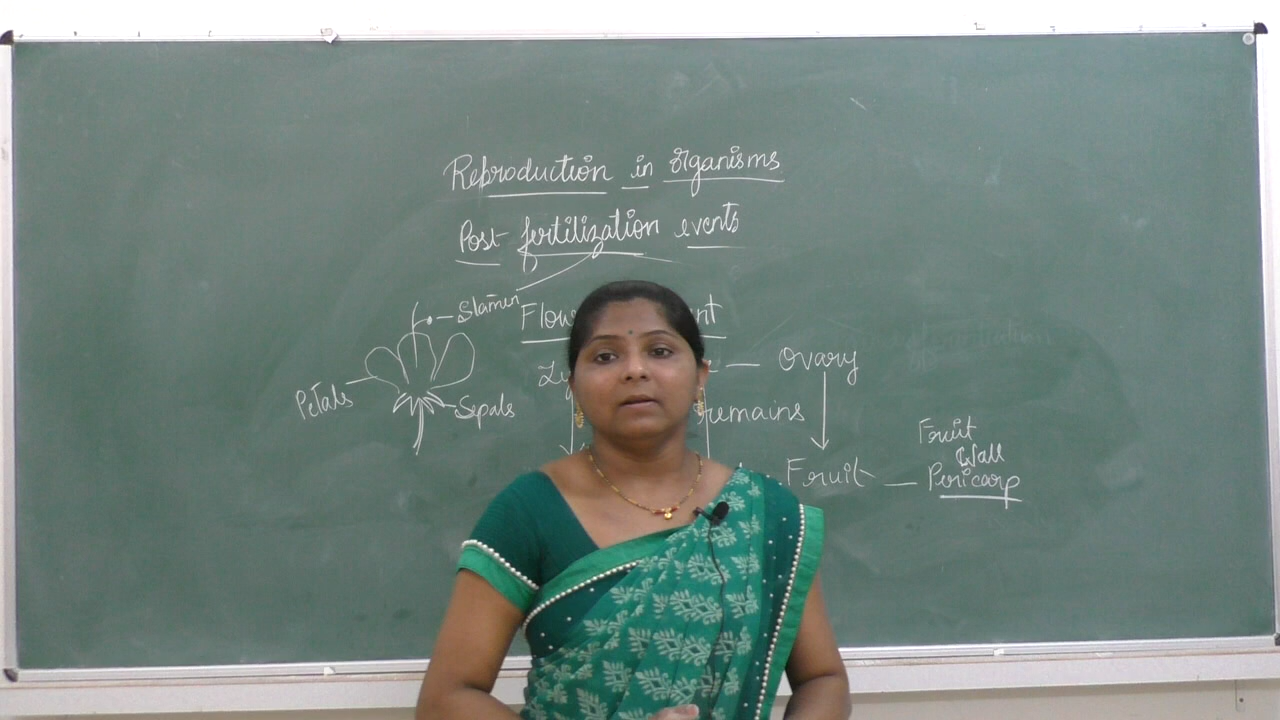 Reproduction in organisms
Post fertilization events
Stamen
Petals
Sepals
Ovary
remains
Fruit
Fruit
Wall
Pericarp